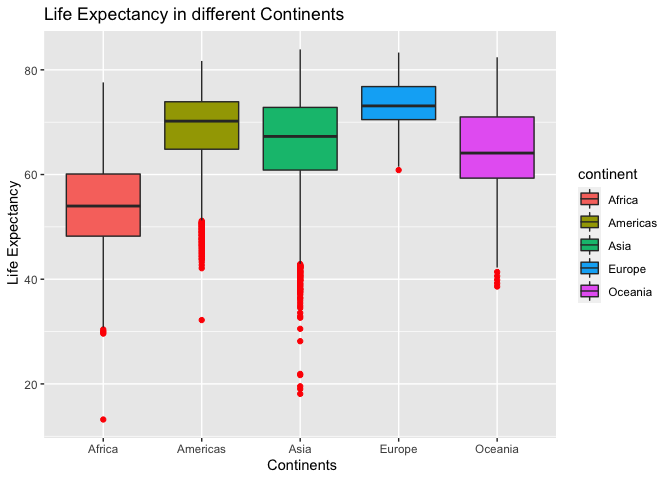 Life Expectancy in different Continents
Life Expectancy
80
60
40
20
Africa
Americas
Asia
Europe
Oceania
Continents
continent
Africa
Americas
Asia
Europe
Oceania